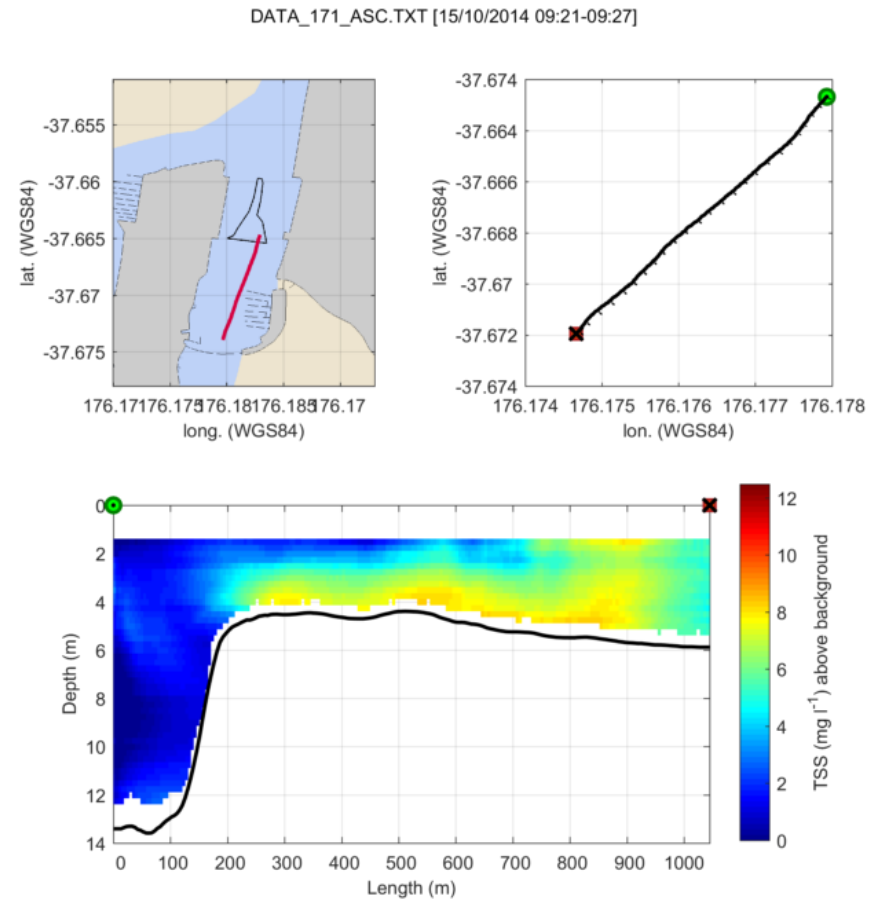 DATA_171_ASC.TXT [15/10/2014 09:21-09:27]
-37.655
-37.66
-37.665
-37.67
-37.675
lat. (WGS84)
176.17
long. (WGS84)
-37.674
-37.664
-37.666
-37.668
-37.67
-37.672
-37.674
lat. (WGS84)
176.174 176.175 176.176 176.177 176.178
lon. (WGS84)
0
2
4
6
8
10
12
14
Depth (m)
0 100 200 300 400 500 600 700 800 900 1000
Length (m)
12
10
8
6
4
2
0
TSS (mg l⁻¹) above background